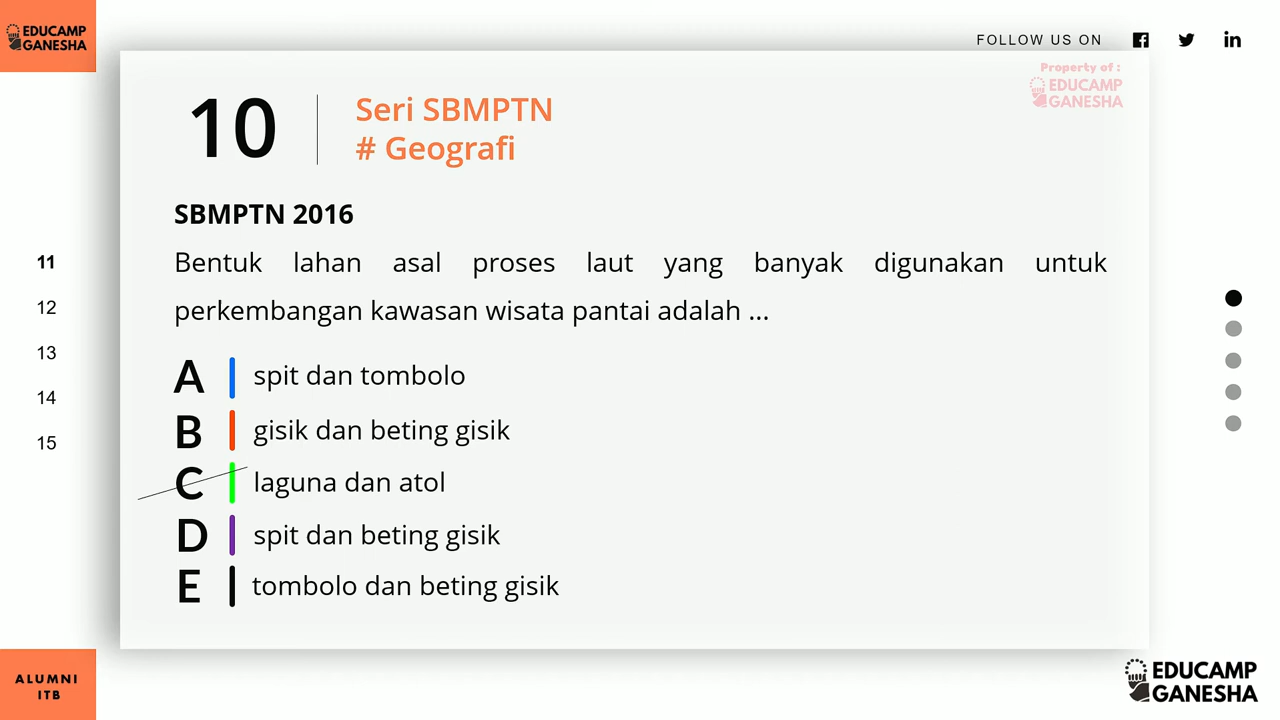 EDUCAMP
GANESHA
FOLLOW US ON
Property of :
EDUCAMP
GANESHA
10
Seri SBMPTN
# Geografi
SBMPTN 2016
Bentuk lahan asal proses laut yang banyak digunakan untuk
perkembangan kawasan wisata pantai adalah ...
A spit dan tombolo
B gisik dan beting gisik
C laguna dan atol
D spit dan beting gisik
E tombolo dan beting gisik
11
12
13
14
15
ALUMNI
ITB
EDUCAMP
GANESHA